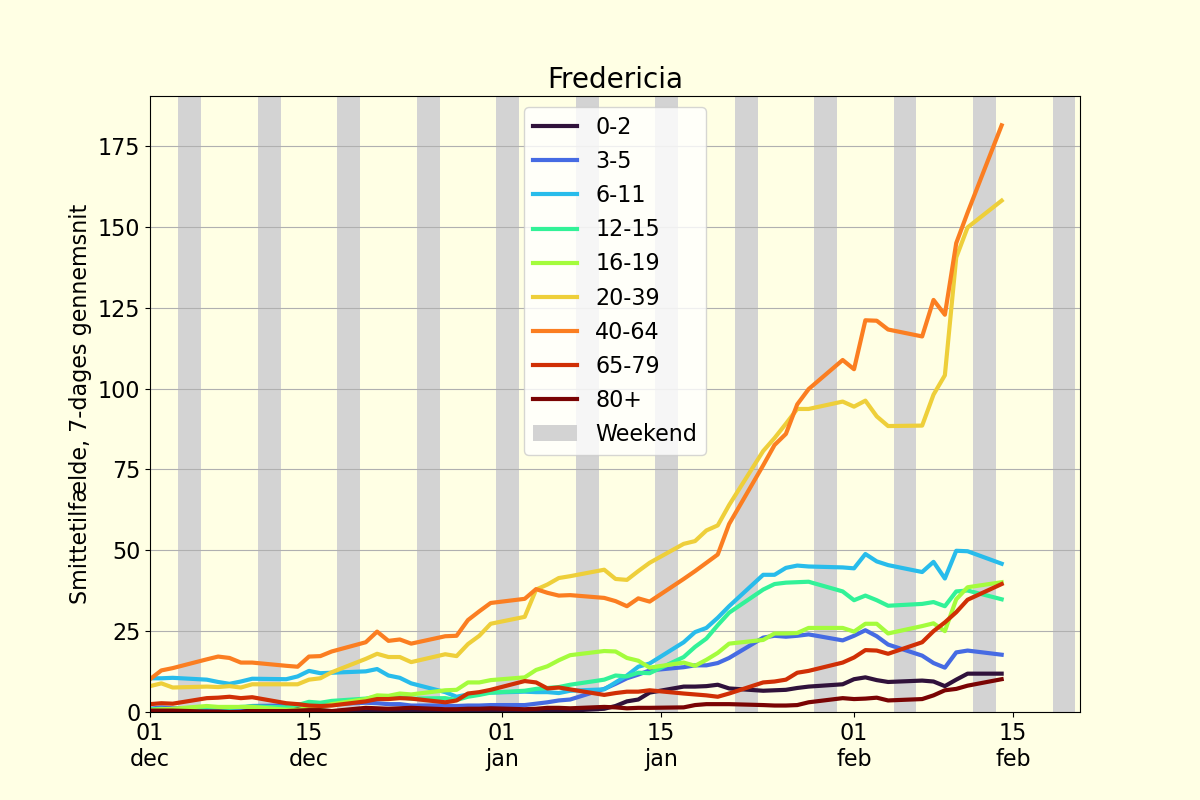 Fredericia
Smittetilfælde, 7-dages gennemsnit
175
150
125
100
75
50
25
0
0-2
3-5
6-11
12-15
16-19
20-39
40-64
65-79
80+
Weekend
01 dec
15 dec
01 jan
15 jan
01 feb
15 feb